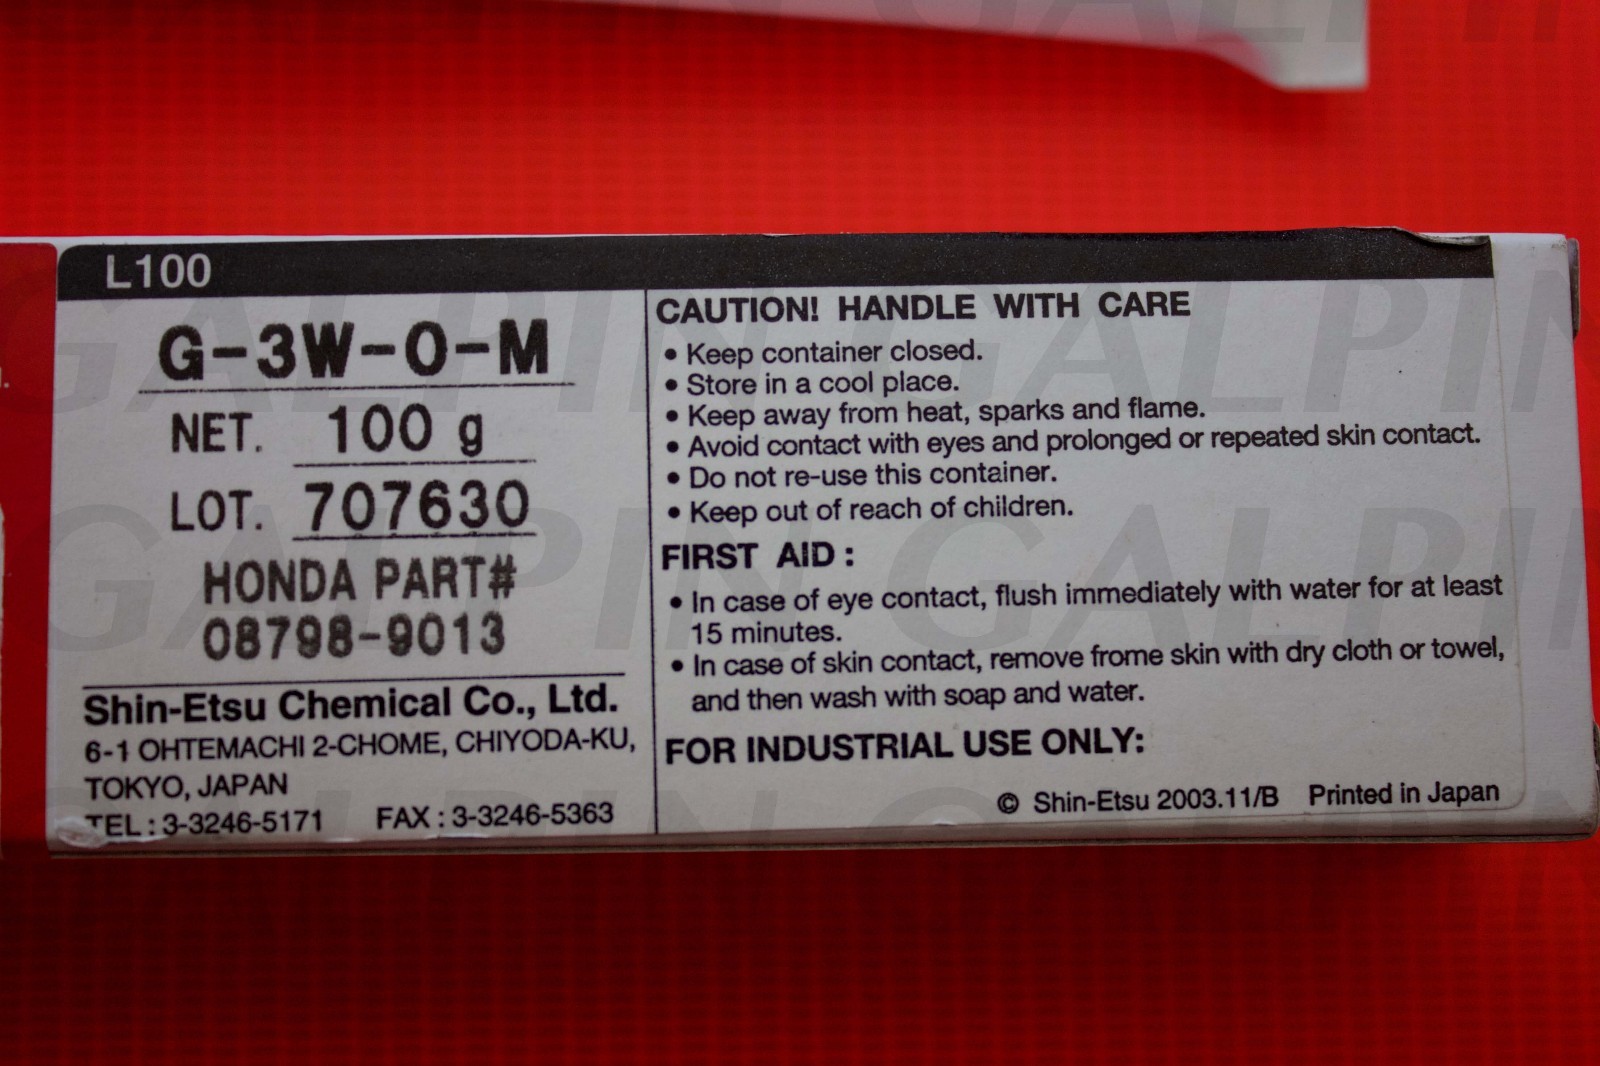 L100
G-3W-O-M
NET. 100 g
LOT. 707630
HONDA PART#
08798-9013
Shin-Etsu Chemical Co., Ltd.
6-1 OHTEMACHI 2-CHOME, CHIYODA-KU,
TOKYO, JAPAN
TEL : 3-3246-5171 FAX : 3-3246-5363
CAUTION! HANDLE WITH CARE
• Keep container closed.
• Store in a cool place.
• Keep away from heat, sparks and flame.
• Avoid contact with eyes and prolonged or repeated skin contact.
• Do not re-use this container.
• Keep out of reach of children.
FIRST AID :
• In case of eye contact, flush immediately with water for at least
15 minutes.
• In case of skin contact, remove frome skin with dry cloth or towel,
and then wash with soap and water.
FOR INDUSTRIAL USE ONLY:
© Shin-Etsu 2003.11/B Printed in Japan
GALPIN GALPIN
GALPIN GALPIN
GALPIN GALPIN